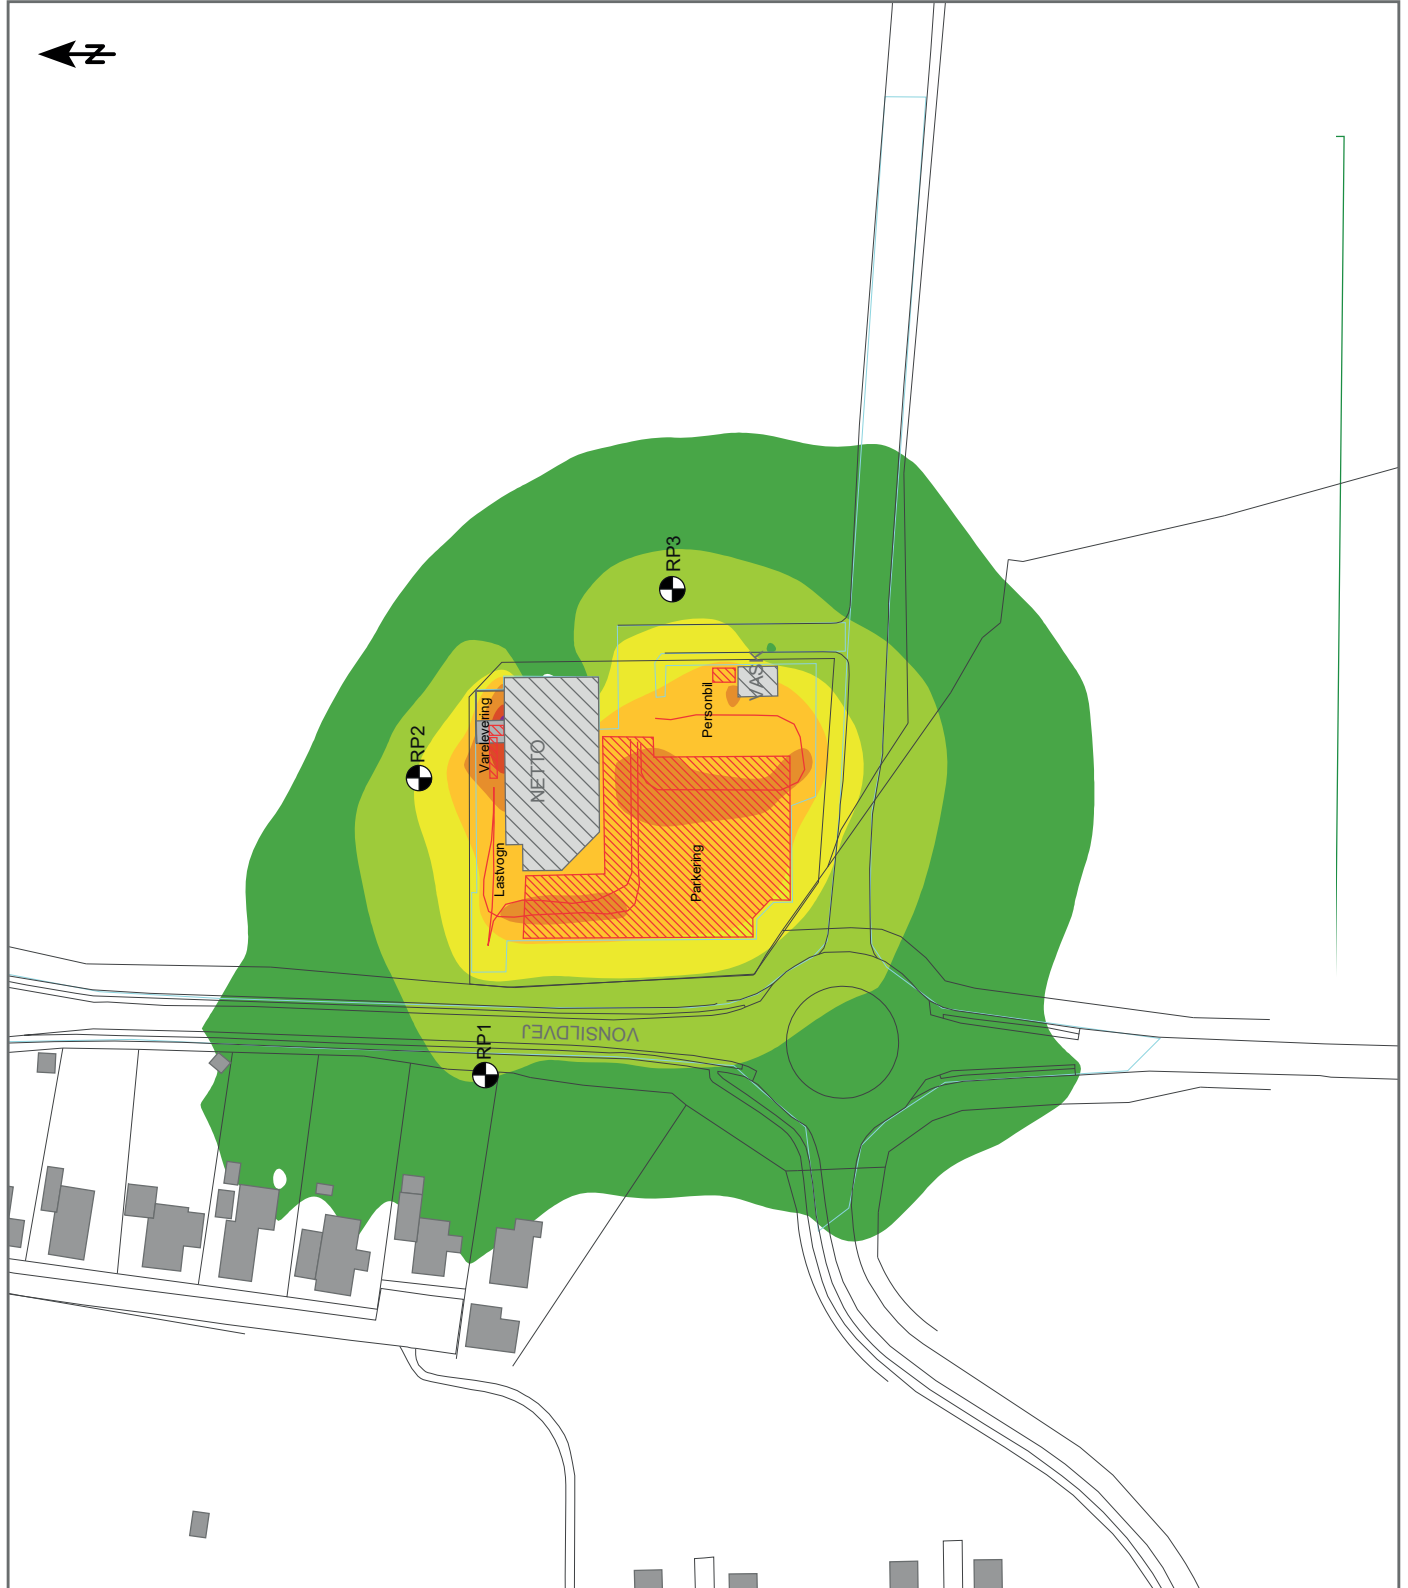 N
RP3
VASK
Personbil
Varelevering
RP2
NETTO
Lastvogn
Parkering
VONSILDVEJ
RP1